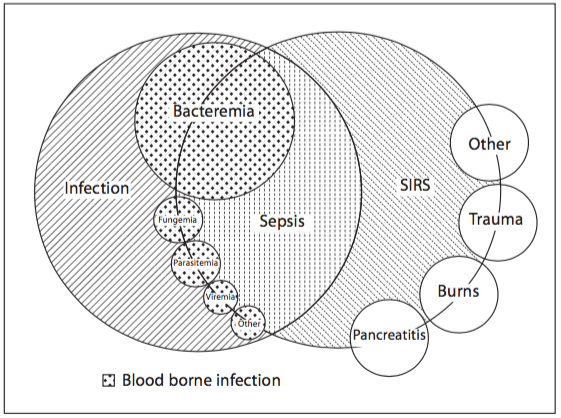 Bacteremia
Other
Infection
SIRS
Fungemia
Sepsis
Trauma
Parasitemia
Viremia
Burns
Other
Pancreatitis
Blood borne infection